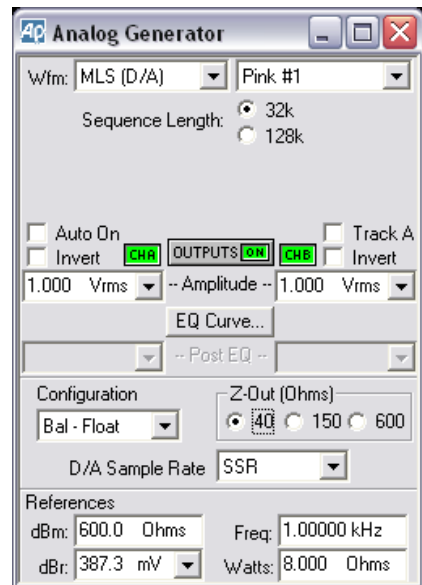 Ap Analog Generator
Wfm: MLS (D/A) Pink #1
Sequence Length: 32k
128k
Auto On Track A
Invert CHA OUTPUTS ON CHB Invert
1.000 Vrms -- Amplitude -- 1.000 Vrms
EQ Curve...
-- Post EQ --
Configuration Z-Out (Ohms)
Bal - Float 40 150 600
D/A Sample Rate SSR
References
dBm: 600.0 Ohms Freq: 1.00000 kHz
dBr: 387.3 mV Watts: 8.000 Ohms